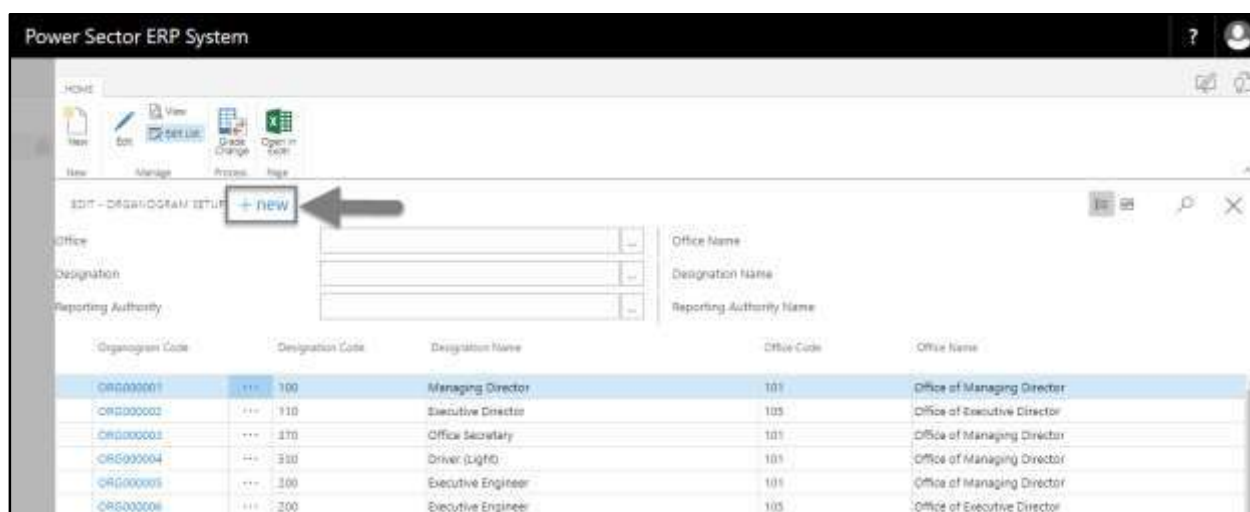 Power Sector ERP System ?
HOME
New
Edit
View
Edit List
Grade Change
Open in Excel
New Manage Process Page
EDIT - ORGANOGRAM SETUP + new
Office ... Office Name
Designation ... Designation Name
Reporting Authority ... Reporting Authority Name
Organogram Code Designation Code Designation Name Office Code Office Name
ORG000001 ... 100 Managing Director 101 Office of Managing Director
ORG000002 ... 110 Executive Director 105 Office of Executive Director
ORG000003 ... 370 Office Secretary 101 Office of Managing Director
ORG000004 ... Driver (Light) 101 Office of Managing Director
ORG000005 ... 200 Executive Engineer 101 Office of Managing Director
ORG000006 ... 200 Executive Engineer 105 Office of Executive Director